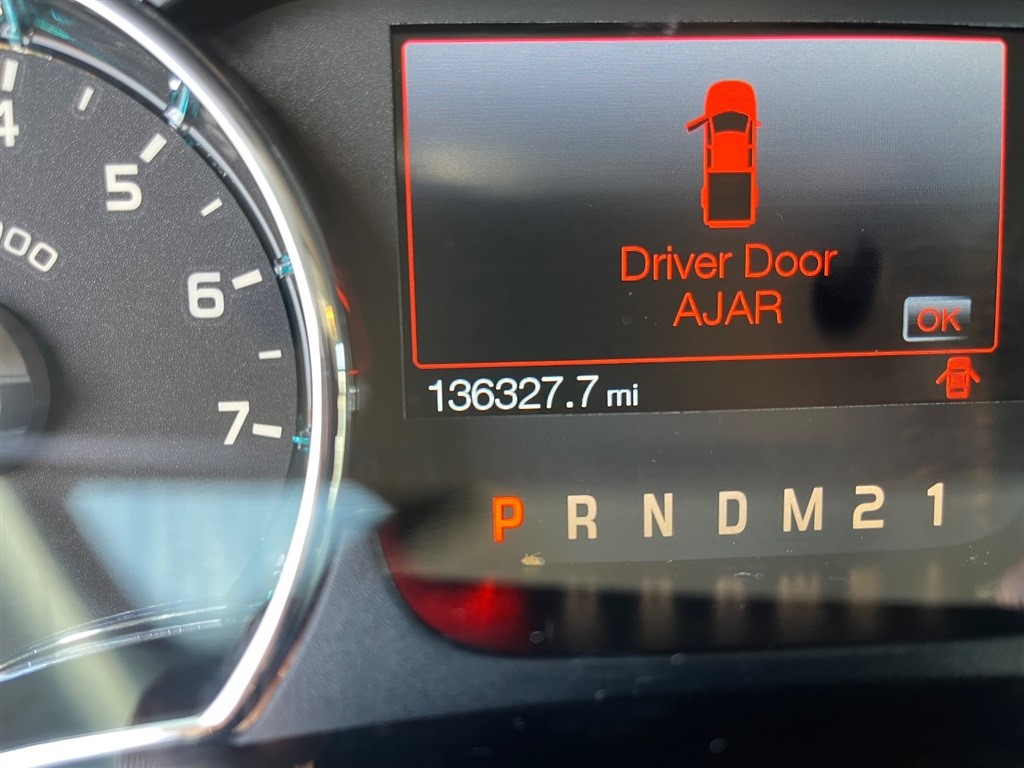 4
5
000
6
7
Driver Door
AJAR
OK
136327.7 mi
P R N D M 2 1